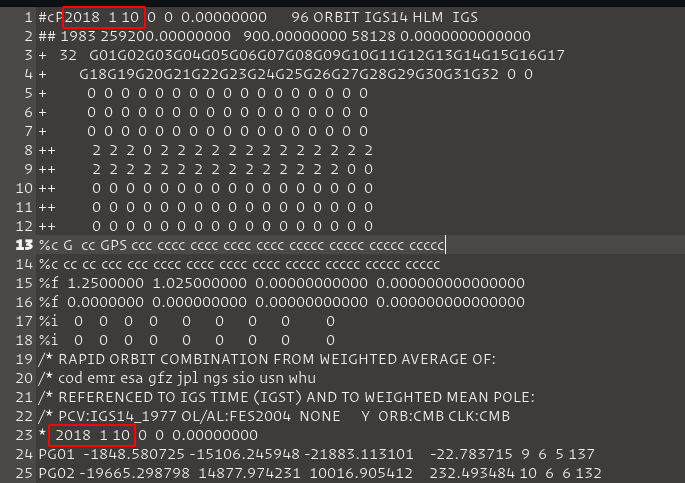 1 #cP2018 1 10 0 0 0.00000000 96 ORBIT IGS14 HLM IGS
2 ## 1983 259200.00000000 900.00000000 58128 0.0000000000000
3 + 32 G01G02G03G04G05G06G07G08G09G10G11G12G13G14G15G16G17
4 + G18G19G20G21G22G23G24G25G26G27G28G29G30G31G32 0 0
5 + 0 0 0 0 0 0 0 0 0 0 0 0 0 0 0 0 0
6 + 0 0 0 0 0 0 0 0 0 0 0 0 0 0 0 0 0
7 + 0 0 0 0 0 0 0 0 0 0 0 0 0 0 0 0 0
8 ++ 2 2 2 0 2 2 2 2 2 2 2 2 2 2 2 2 2
9 ++ 2 2 2 2 2 2 2 2 2 2 2 2 2 2 2 0 0
10 ++ 0 0 0 0 0 0 0 0 0 0 0 0 0 0 0 0 0
11 ++ 0 0 0 0 0 0 0 0 0 0 0 0 0 0 0 0 0
12 ++ 0 0 0 0 0 0 0 0 0 0 0 0 0 0 0 0 0
13 %c G cc GPS ccc cccc cccc cccc cccc ccccc ccccc ccccc ccccc
14 %c cc cc ccc ccc cccc cccc cccc cccc ccccc ccccc ccccc ccccc
15 %f 1.2500000 1.025000000 0.00000000000 0.000000000000000
16 %f 0.0000000 0.000000000 0.00000000000 0.000000000000000
17 %i 0 0 0 0 0 0 0 0 0
18 %i 0 0 0 0 0 0 0 0 0
19 /* RAPID ORBIT COMBINATION FROM WEIGHTED AVERAGE OF:
20 /* cod emr esa gfz jpl ngs sio usn whu
21 /* REFERENCED TO IGS TIME (IGST) AND TO WEIGHTED MEAN POLE:
22 /* PCV:IGS14_1977 OL/AL:FES2004 NONE Y ORB:CMB CLK:CMB
23 * 2018 1 10 0 0 0.00000000
24 PG01 -1848.580725 -15106.245948 -21883.113101 -22.783715 9 6 5 137
25 PG02 -19665.298798 14877.974231 10016.905412 232.493484 10 6 6 132